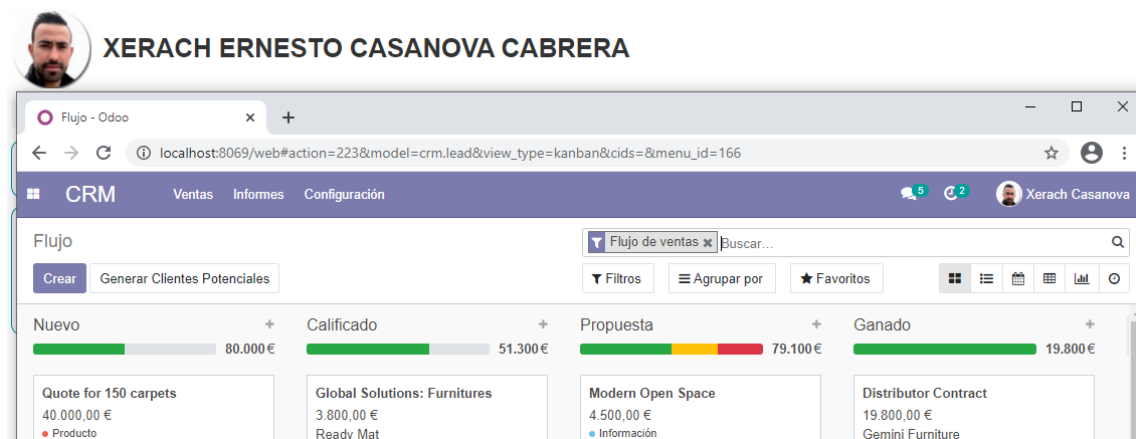 XERACH ERNESTO CASANOVA CABRERA
Flujo - Odoo
localhost:8069/web#action=223&model=crm.lead&view_type=kanban&cids=&menu_id=166
CRM Ventas Informes Configuración 5 2 Xerach Casanova
Flujo
Flujo de ventas Buscar...
Crear Generar Clientes Potenciales Filtros Agrupar por Favoritos
Nuevo Calificado Propuesta Ganado
80.000 € 51.300 € 79.100 € 19.800 €
Quote for 150 carpets Global Solutions: Furnitures Modern Open Space Distributor Contract
40.000,00 € 3.800,00 € 4.500,00 € 19.800,00 €
Producto Ready Mat Información Gemini Furniture